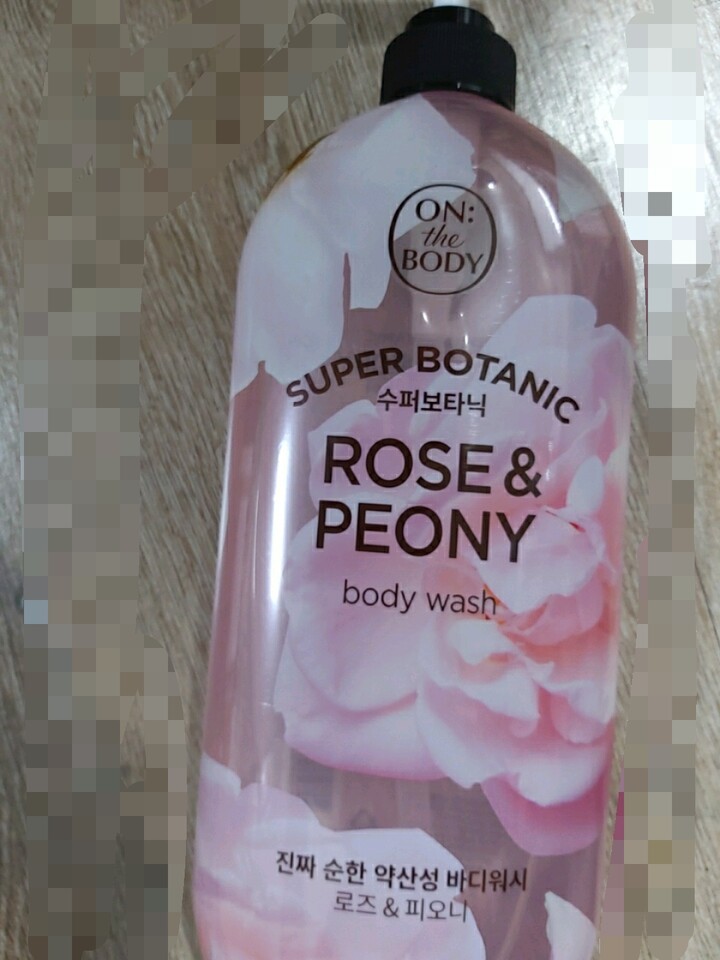 ON:
the
BODY
SUPER BOTANIC
수퍼보타닉
ROSE &
PEONY
body wash
진짜 순한 약산성 바디워시
로즈 & 피오니